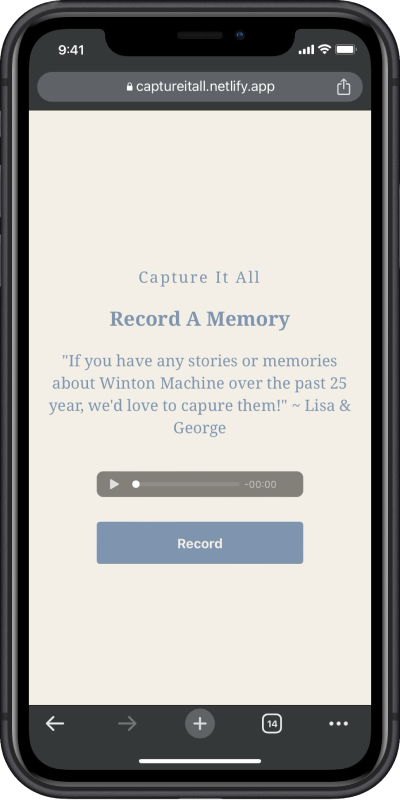 9:41
captureitall.netlify.app
Capture It All
Record A Memory
"If you have any stories or memories
about Winton Machine over the past 25
year, we'd love to capure them!" ~ Lisa &
George
-00:00
Record
14